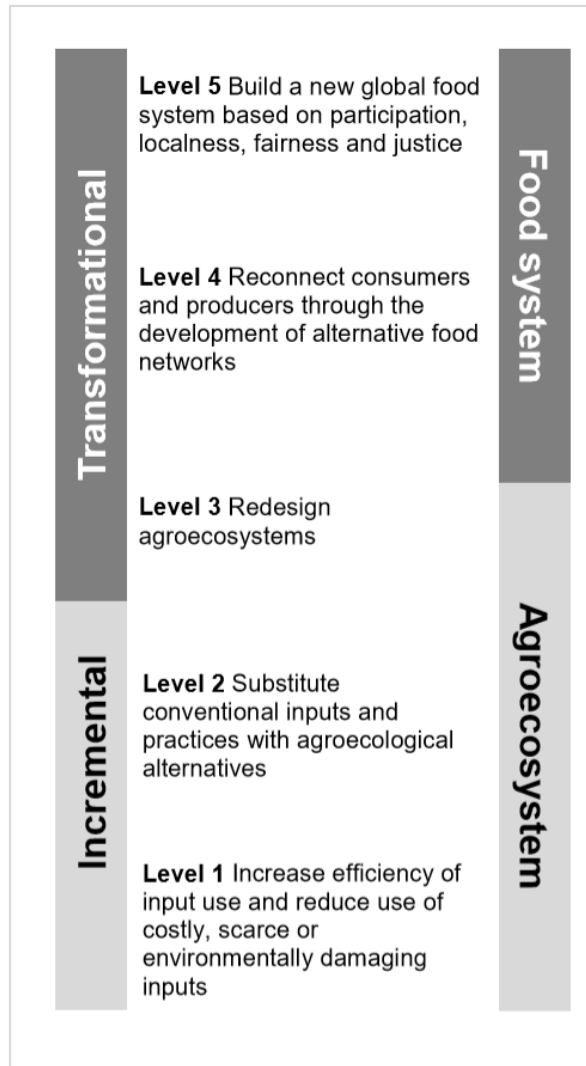 Transformational
Incremental
Level 5 Build a new global food
system based on participation,
localness, fairness and justice
Level 4 Reconnect consumers
and producers through the
development of alternative food
networks
Level 3 Redesign
agroecosystems
Level 2 Substitute
conventional inputs and
practices with agroecological
alternatives
Level 1 Increase efficiency of
input use and reduce use of
costly, scarce or
environmentally damaging
inputs
Food system
Agroecosystem